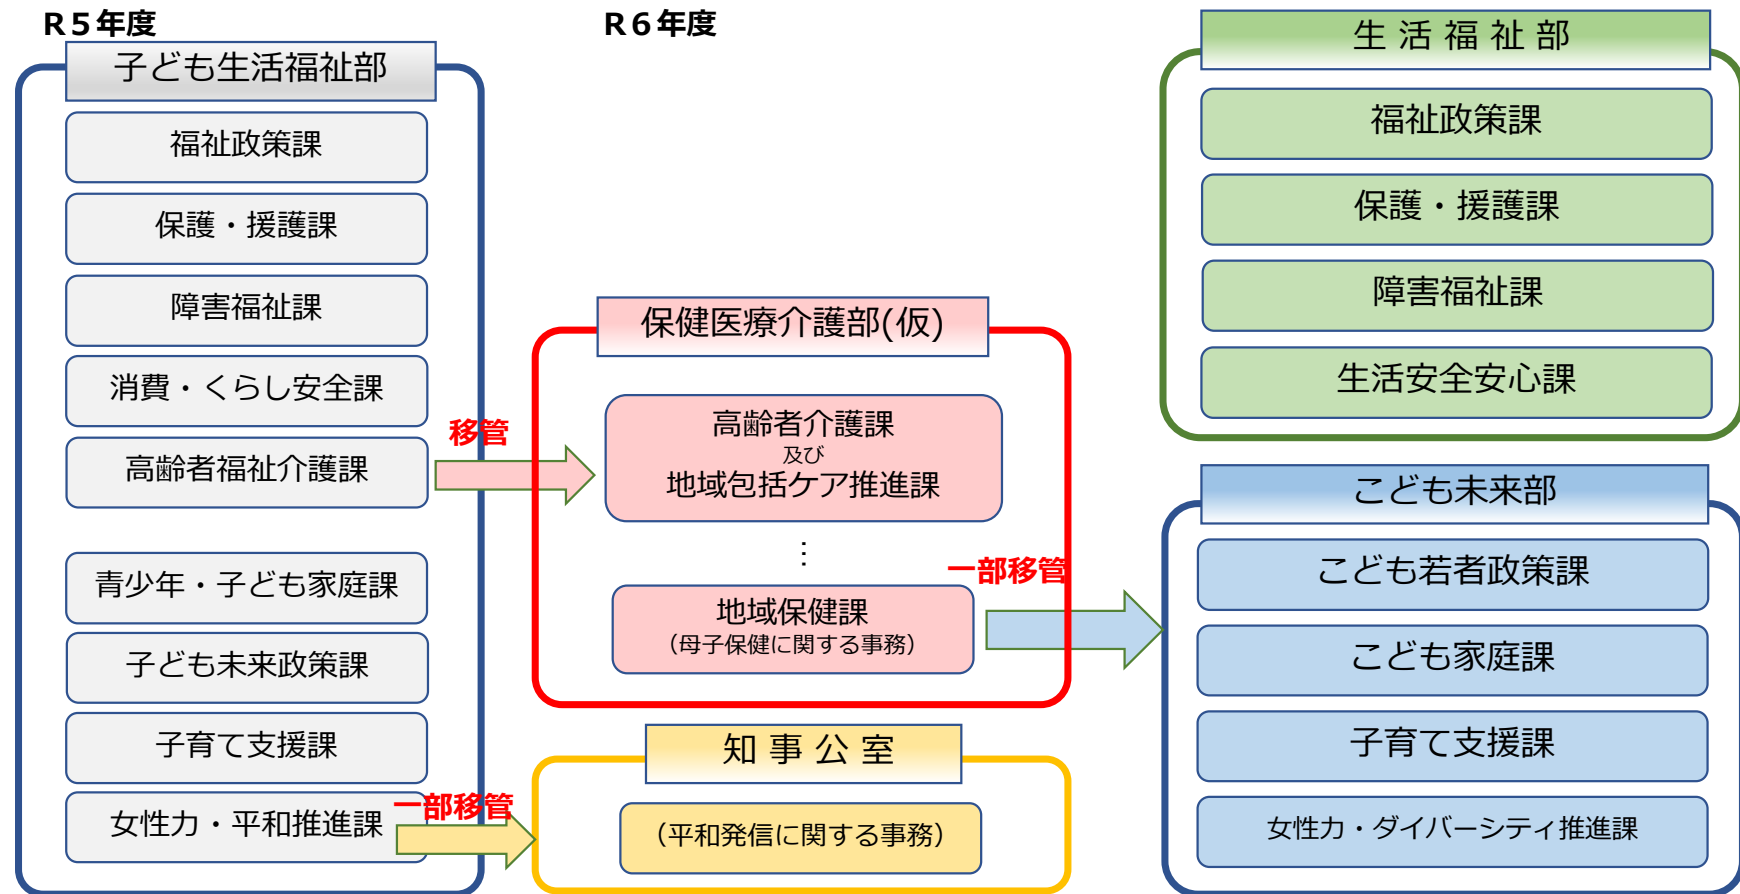 R５年度
子ども生活福祉部
福祉政策課
保護・援護課
障害福祉課
消費・くらし安全課
高齢者福祉介護課
青少年・子ども家庭課
子ども未来政策課
子育て支援課
女性力・平和推進課
移管
一部移管
R６年度
保健医療介護部(仮)
高齢者介護課
及び
地域包括ケア推進課
⋮
地域保健課
（母子保健に関する事務）
一部移管
知事公室
（平和発信に関する事務）
生活福祉部
福祉政策課
保護・援護課
障害福祉課
生活安全安心課
こども未来部
こども若者政策課
こども家庭課
子育て支援課
女性力・ダイバーシティ推進課